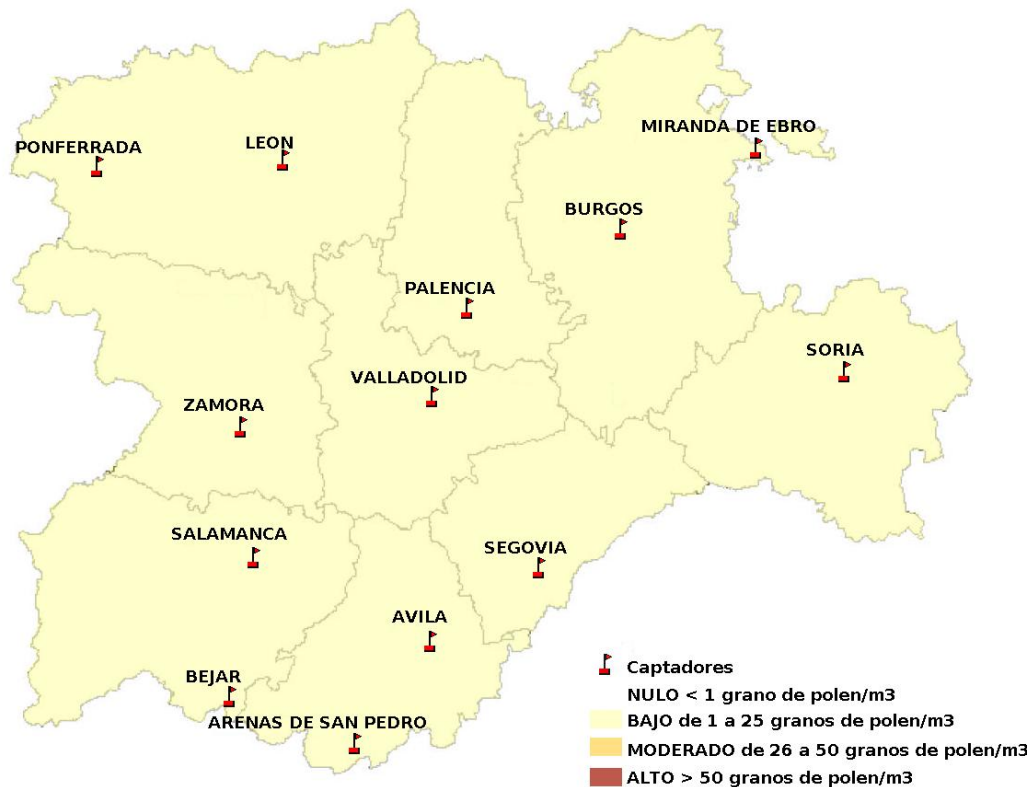 MIRANDA DE EBRO
PONFERRADA
LEON
BURGOS
PALENCIA
SORIA
VALLADOLID
ZAMORA
SALAMANCA
SEGOVIA
AVILA
BEJAR
ARENAS DE SAN PEDRO
Captadores
NULO < 1 grano de polen/m3
BAJO de 1 a 25 granos de polen/m3
MODERADO de 26 a 50 granos de polen/m3
ALTO > 50 granos de polen/m3